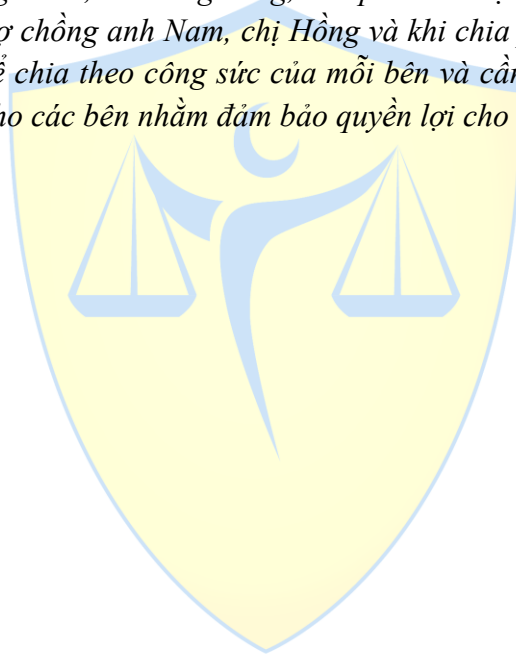 ợ chồng anh Nam, chị Hồng và khi chia
ể chia theo công sức của mỗi bên và cần
ho các bên nhằm đảm bảo quyền lợi cho